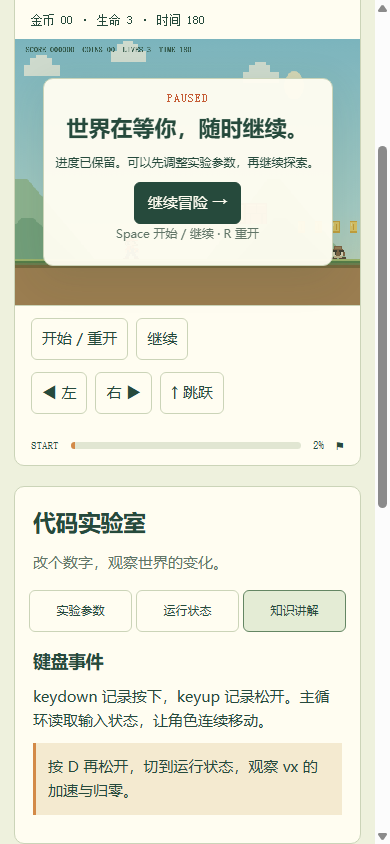 金币 00 · 生命 3 · 时间 180
SCORE 000000 COINS 00 LIVES 3 TIME 180
PAUSED
世界在等你，随时继续。
进度已保留。可以先调整实验参数，再继续探索。
继续冒险 →
Space 开始 / 继续 · R 重开
开始 / 重开 继续
◀ 左 右 ▶ ↑ 跳跃
START 2% ⚑
代码实验室
改个数字，观察世界的变化。
实验参数 运行状态 知识讲解
键盘事件
keydown 记录按下，keyup 记录松开。主循
环读取输入状态，让角色连续移动。
按 D 再松开，切到运行状态，观察 vx 的
加速与归零。